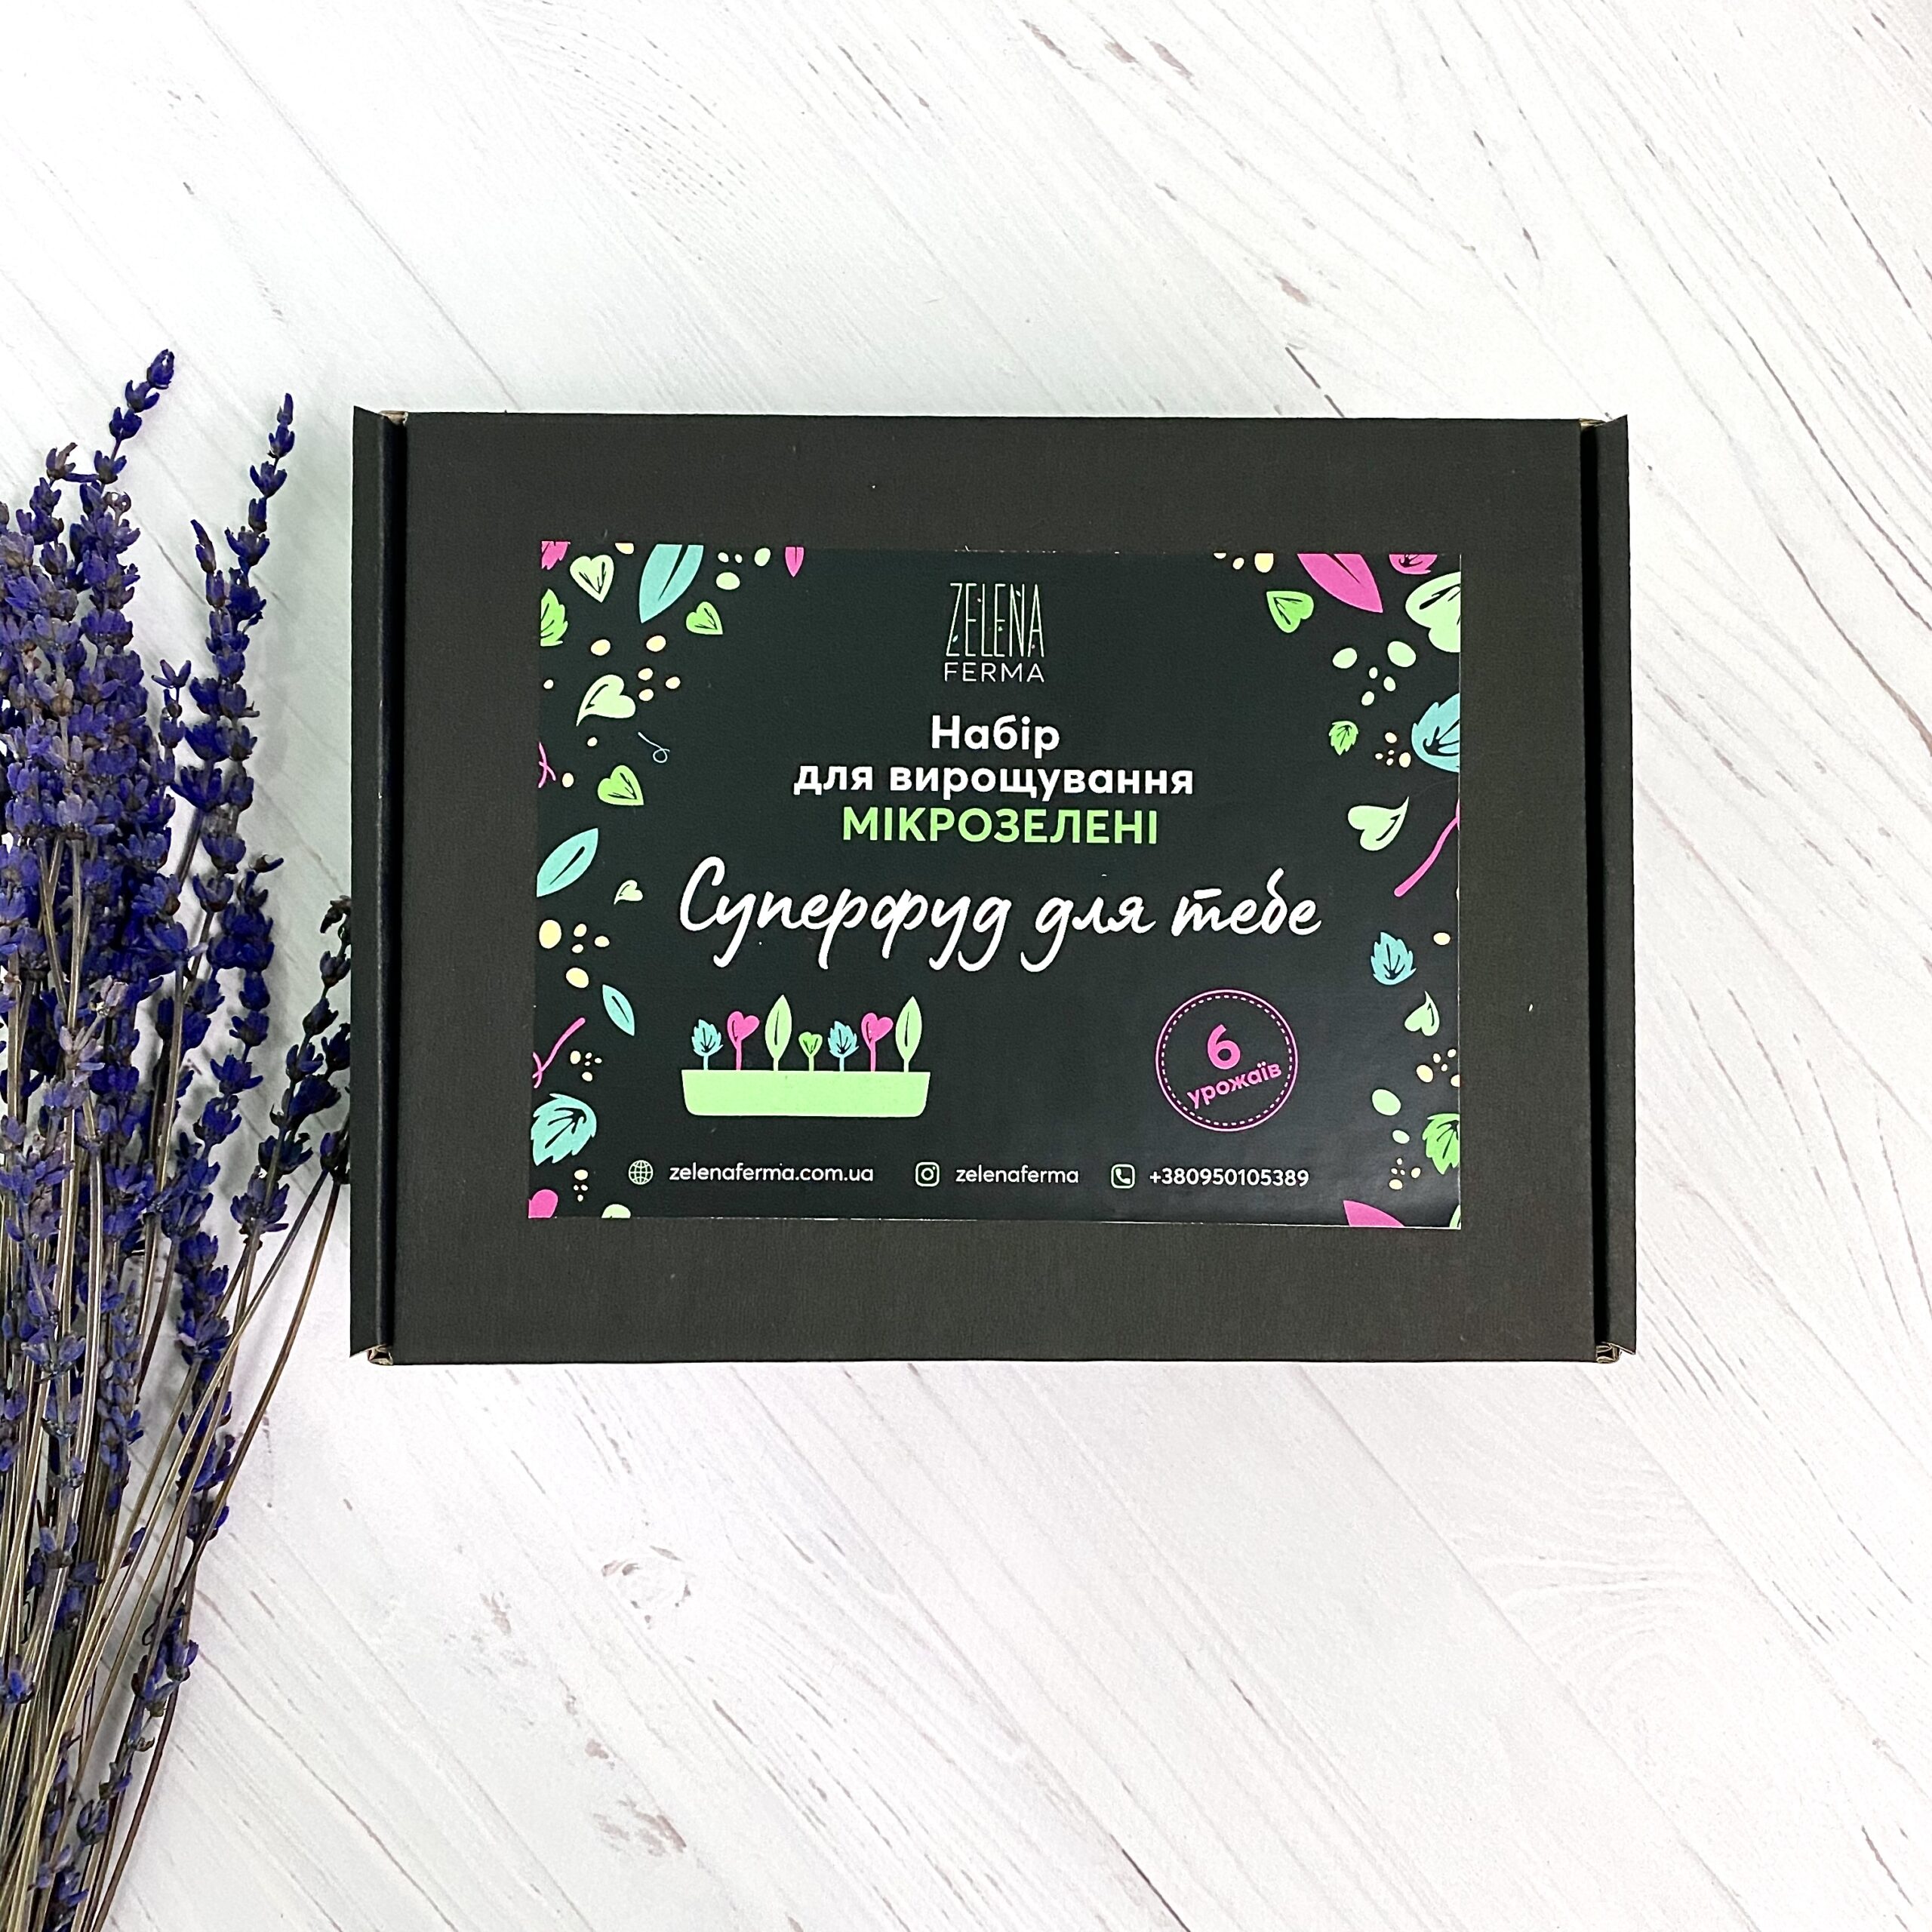 ZELENA
FERMA
Набір
для вирощування
МІКРОЗЕЛЕНІ
Суперфуд для тебе
6
урожаїв
zelenaferma.com.ua
zelenaferma
+380950105389